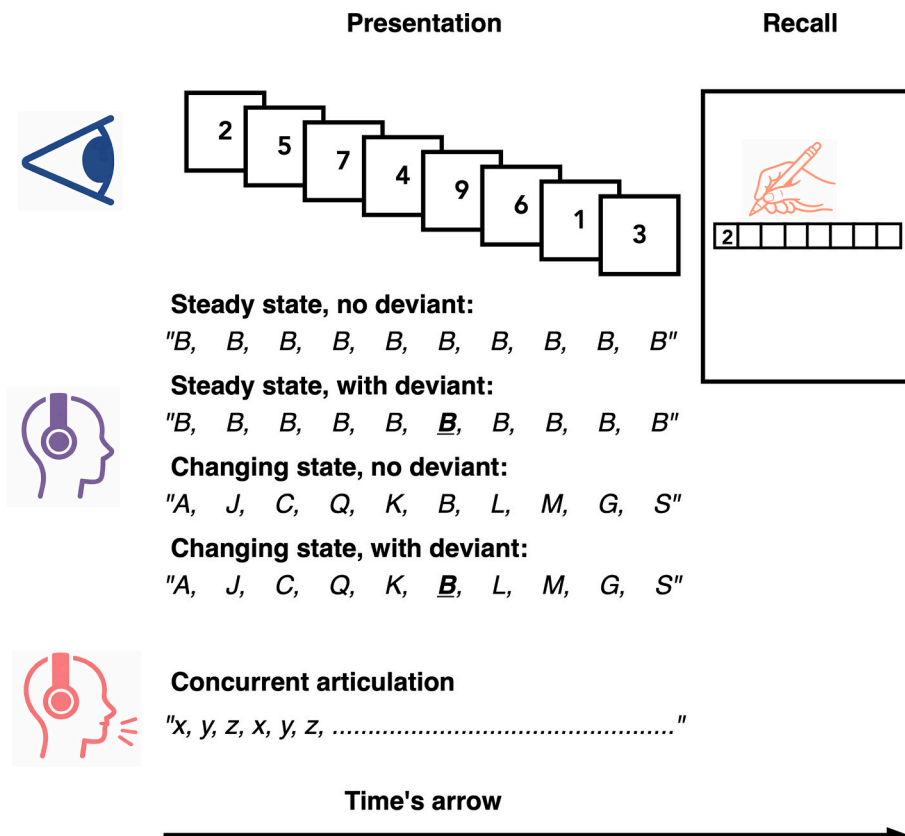 Presentation Recall
2 5 7 4 9 6 1 3
2
Steady state, no deviant:
"B, B, B, B, B, B, B, B, B, B"
Steady state, with deviant:
"B, B, B, B, B, B, B, B, B, B"
Changing state, no deviant:
"A, J, C, Q, K, B, L, M, G, S"
Changing state, with deviant:
"A, J, C, Q, K, B, L, M, G, S"
Concurrent articulation
"x, y, z, x, y, z, ................................................"
Time's arrow